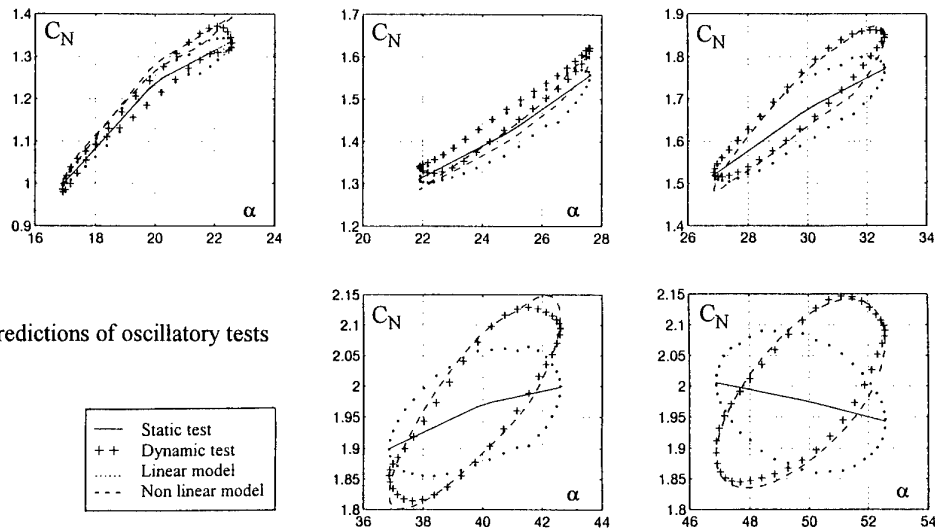 1.4
C_N
1.3
1.2
1.1
1
0.9
α
16 18 20 22 24
1.7
C_N
1.6
1.5
1.4
1.3
1.2
α
20 22 24 26 28
1.9
C_N
1.8
1.7
1.6
1.5
1.4
α
26 28 30 32 34
redictions of oscillatory tests
Static test
++ Dynamic test
Linear model
Non linear model
2.15
C_N
2.1
2.05
2
1.95
1.9
1.85
1.8
α
36 38 40 42 44
2.15
C_N
2.1
2.05
2
1.95
1.9
1.85
1.8
α
46 48 50 52 54